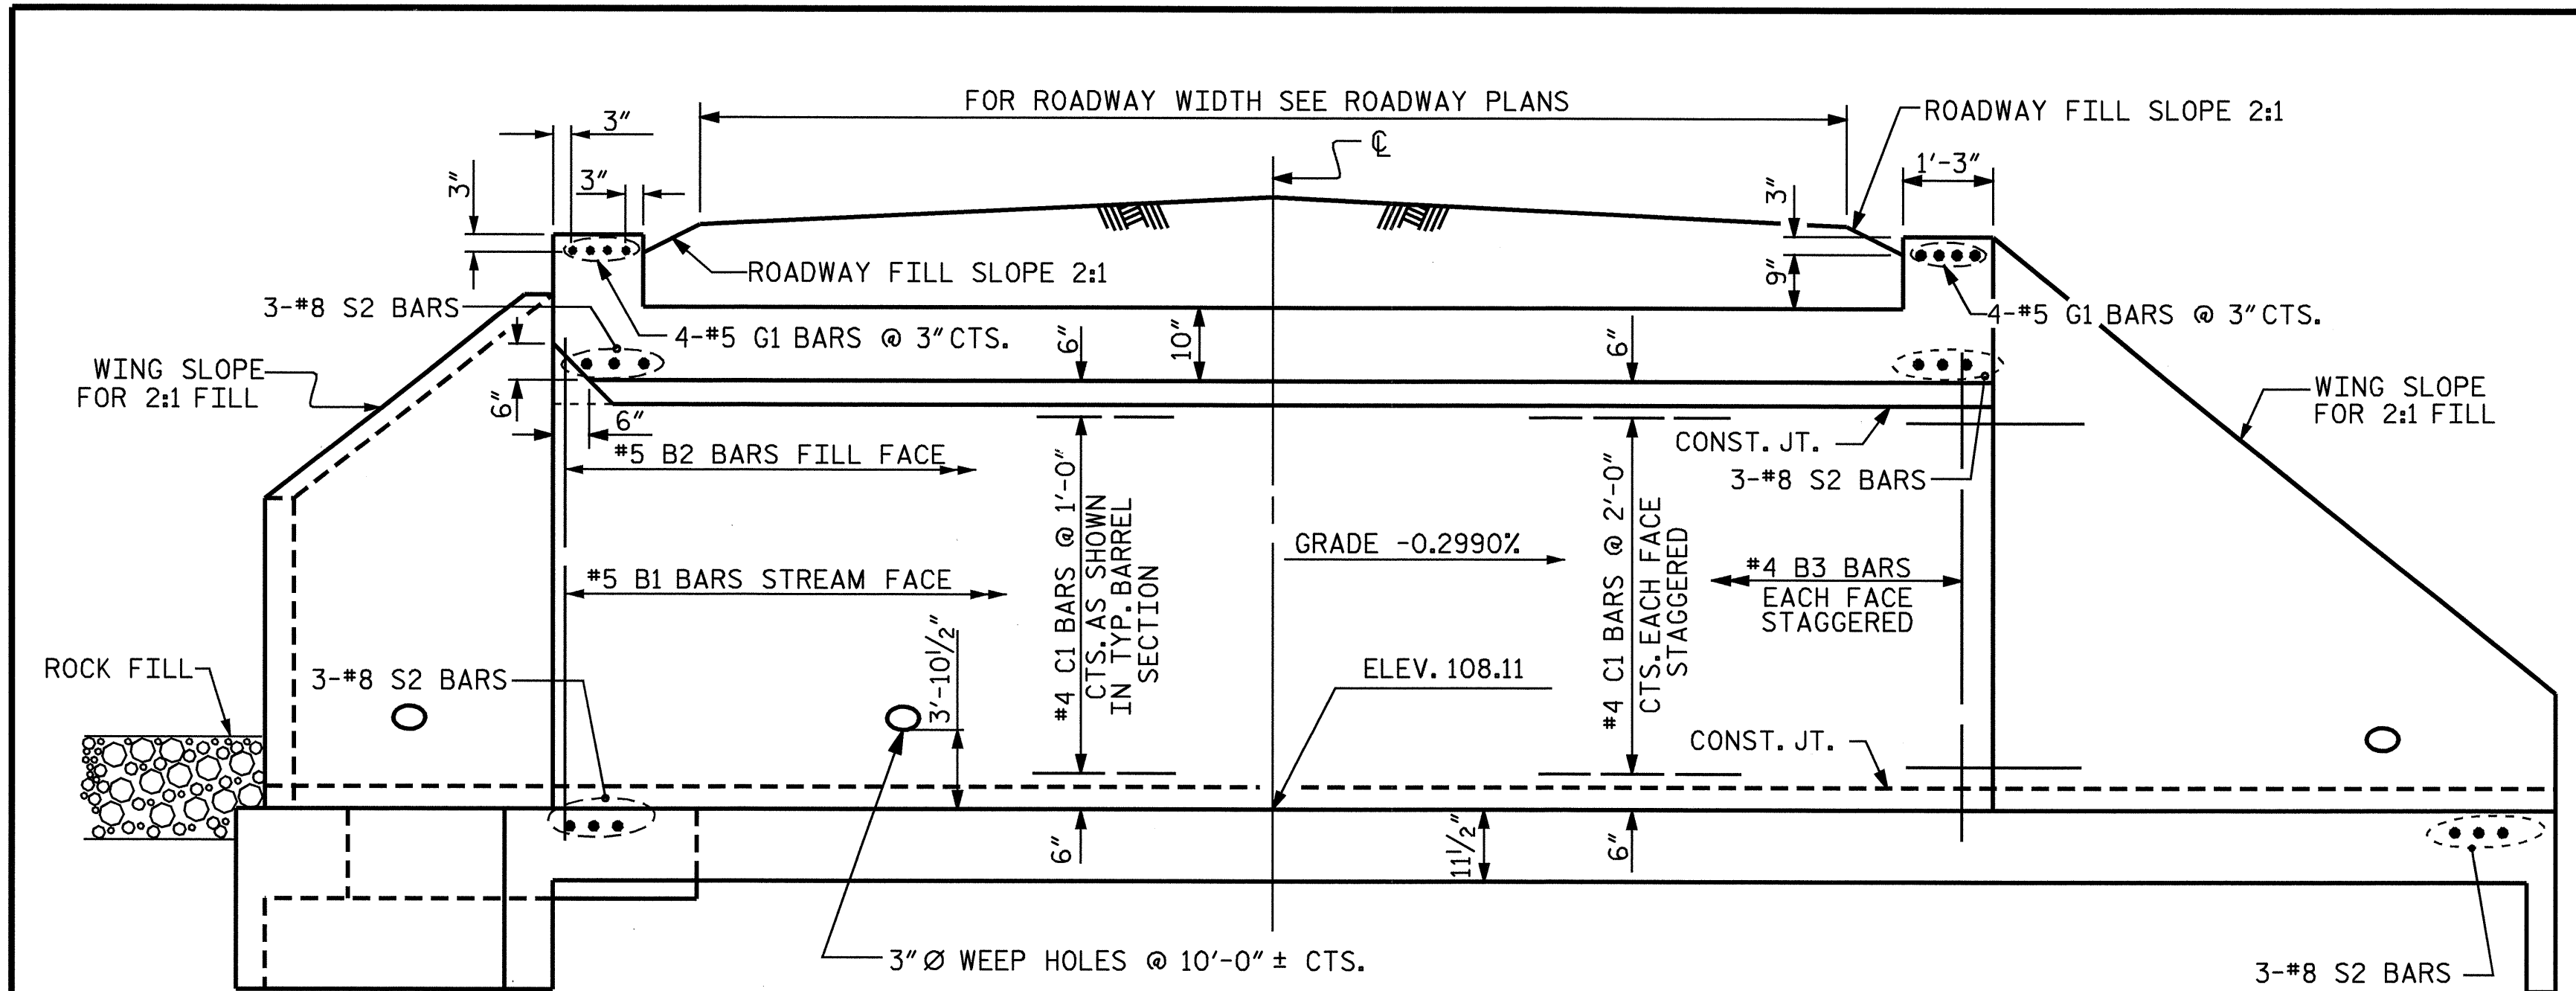 FOR ROADWAY WIDTH SEE ROADWAY PLANS
ROADWAY FILL SLOPE 2:1
℄
3"
3"
3"
1'-3"
3"
9"
ROADWAY FILL SLOPE 2:1
3-#8 S2 BARS
4-#5 G1 BARS @ 3" CTS.
4-#5 G1 BARS @ 3" CTS.
6"
10"
6"
WING SLOPE
FOR 2:1 FILL
6"
6"
WING SLOPE
FOR 2:1 FILL
#5 B2 BARS FILL FACE
CONST. JT.
3-#8 S2 BARS
#4 C1 BARS @ 1'-0"
CTS. AS SHOWN
IN TYP. BARREL
SECTION
#4 C1 BARS @ 2'-0"
CTS. EACH FACE
STAGGERED
GRADE -0.2990%
#5 B1 BARS STREAM FACE
#4 B3 BARS
EACH FACE
STAGGERED
ROCK FILL
3-#8 S2 BARS
3'-10½"
ELEV. 108.11
CONST. JT.
6"
11½"
6"
3" Ø WEEP HOLES @ 10'-0" ± CTS.
3-#8 S2 BARS